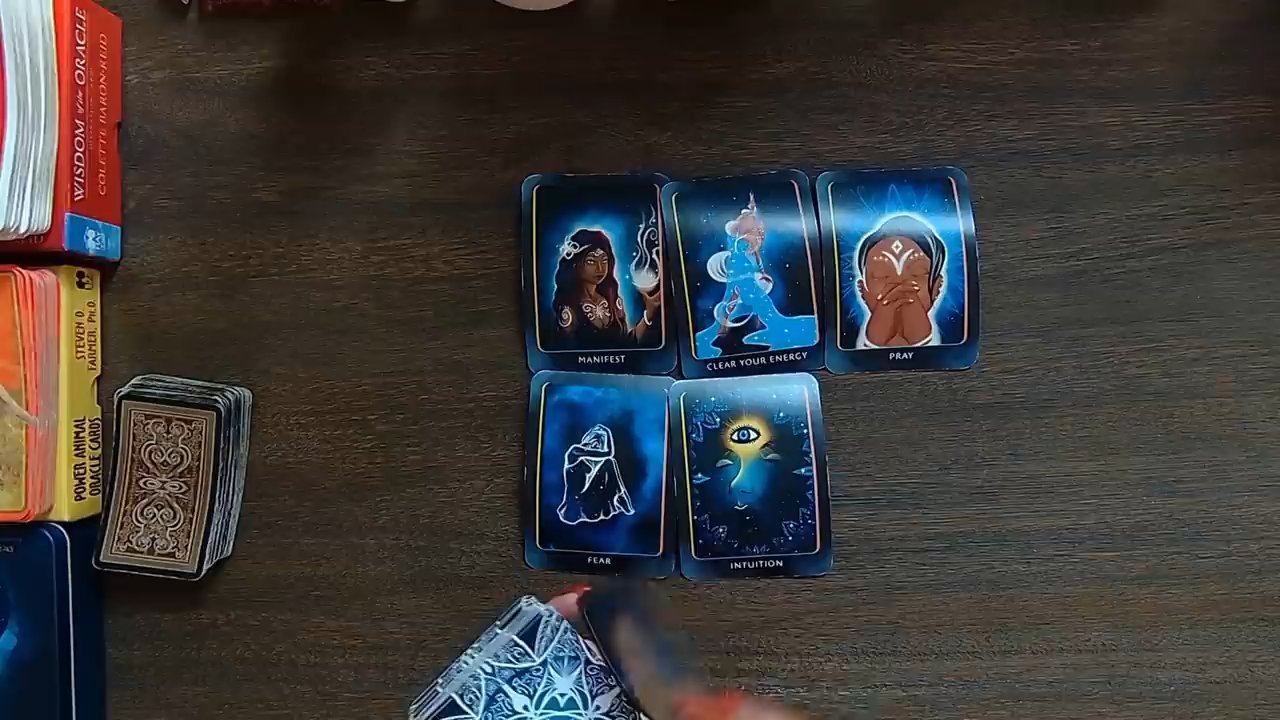 WISDOM of the ORACLE
COLETTE BARON-REID
STEVEN D.
FARMER, PH.D.
POWER ANIMAL
ORACLE CARDS
MANIFEST
CLEAR YOUR ENERGY
PRAY
FEAR
INTUITION